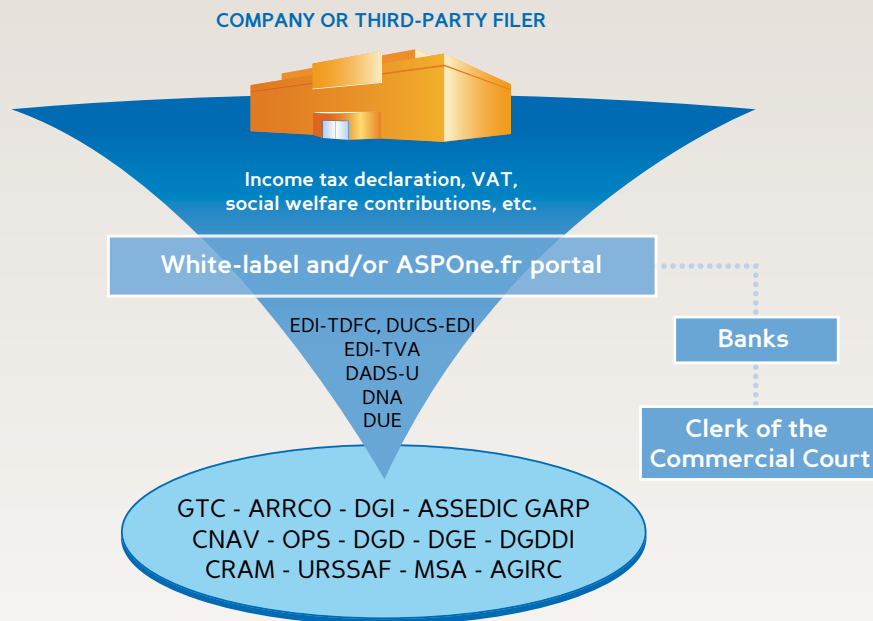 COMPANY OR THIRD-PARTY FILER
Income tax declaration, VAT,
social welfare contributions, etc.
White-label and/or ASPOne.fr portal
EDI-TDFC, DUCS-EDI
EDI-TVA
DADS-U
DNA
DUE
Banks
Clerk of the
Commercial Court
GTC - ARRCO - DGI - ASSEDIC GARP
CNAV - OPS - DGD - DGE - DGDDI
CRAM - URSSAF - MSA - AGIRC